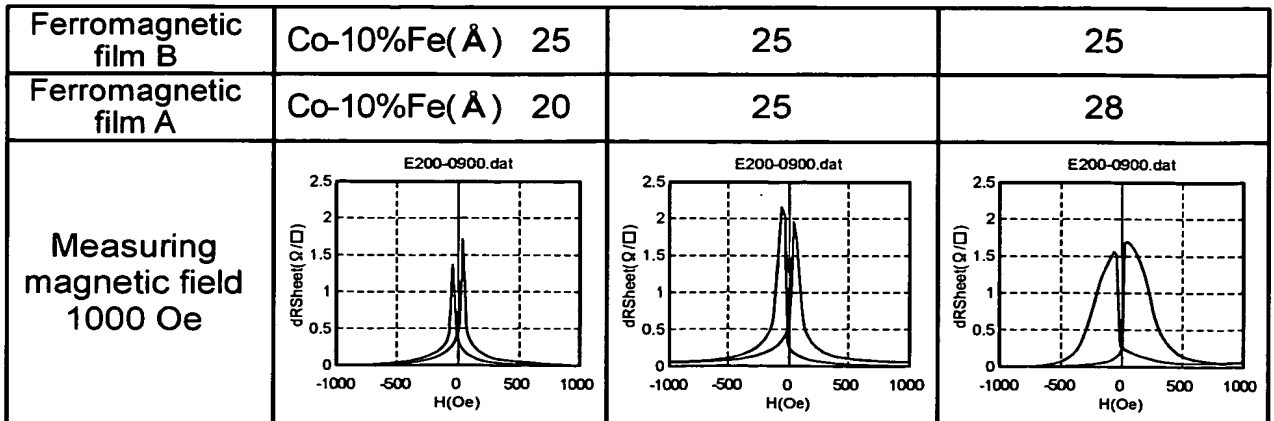 Ferromagnetic
film B
Co-10%Fe(Å) 25
25
25
Ferromagnetic
film A
Co-10%Fe(Å) 20
25
28
Measuring
magnetic field
1000 Oe
E200-0900.dat
2.5
2
1.5
1
0.5
0
dRSheet(Ω/□)
-1000 -500 0 500 1000
H(Oe)
E200-0900.dat
2.5
2
1.5
1
0.5
0
dRSheet(Ω/□)
-1000 -500 0 500 1000
H(Oe)
E200-0900.dat
2.5
2
1.5
1
0.5
0
dRSheet(Ω/□)
-1000 -500 0 500 1000
H(Oe)